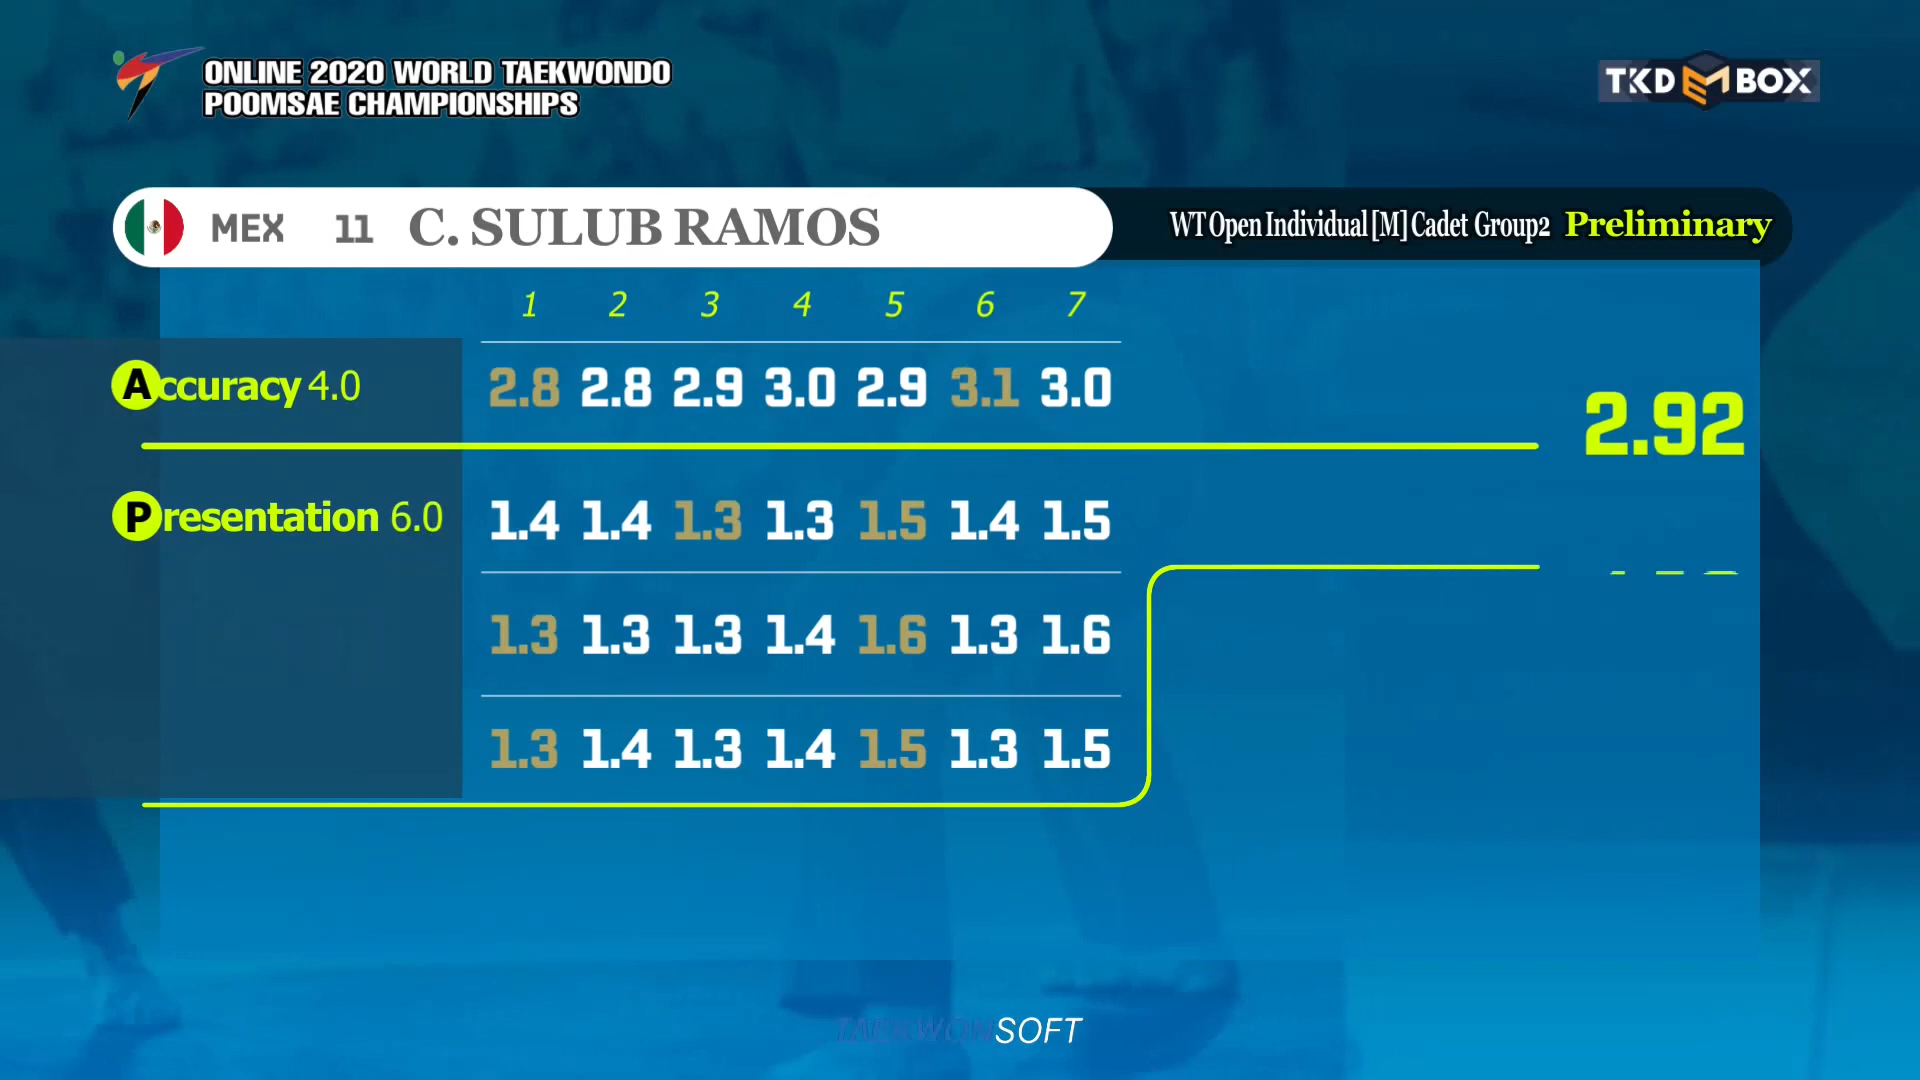 ONLINE 2020 WORLD TAEKWONDO
POOMSAE CHAMPIONSHIPS
TKD BOX
MEX 11 C. SULUB RAMOS
WT Open Individual [M] Cadet Group2 Preliminary
1 2 3 4 5 6 7
Accuracy 4.0 2.8 2.8 2.9 3.0 2.9 3.1 3.0
2.92
Presentation 6.0 1.4 1.4 1.3 1.3 1.5 1.4 1.5
1.3 1.3 1.3 1.4 1.6 1.3 1.6
1.3 1.4 1.3 1.4 1.5 1.3 1.5
TAEKWONSOFT